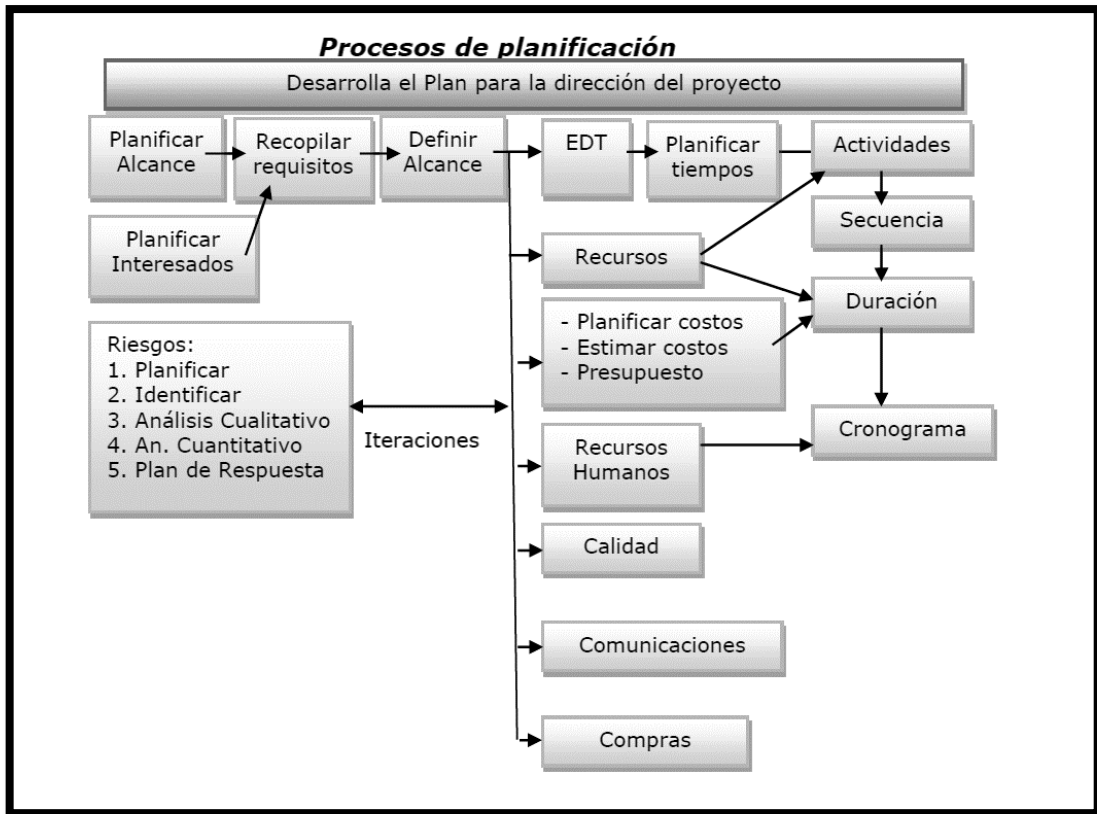 Procesos de planificación
Desarrolla el Plan para la dirección del proyecto
Planificar
Alcance
Recopilar
requisitos
Definir
Alcance
EDT
Planificar
tiempos
Actividades
Planificar
Interesados
Secuencia
Recursos
Duración
- Planificar costos
- Estimar costos
- Presupuesto
Riesgos:
1. Planificar
2. Identificar
3. Análisis Cualitativo
4. An. Cuantitativo
5. Plan de Respuesta
Iteraciones
Cronograma
Recursos
Humanos
Calidad
Comunicaciones
Compras